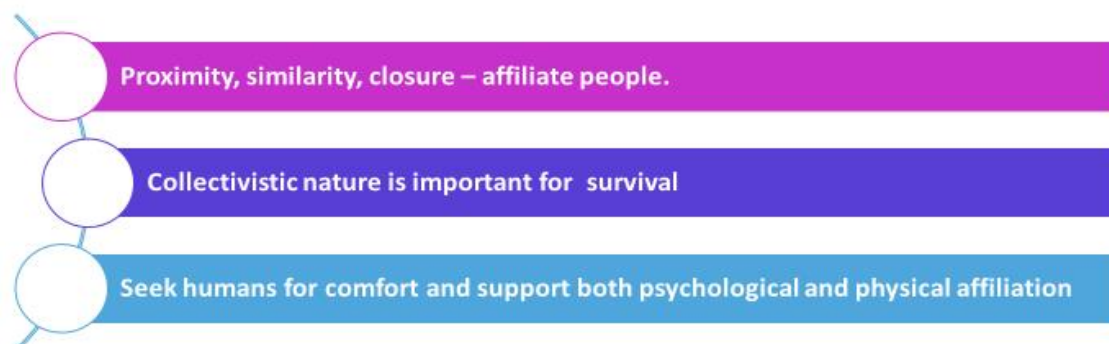 Proximity, similarity, closure – affiliate people.
Collectivistic nature is important for survival
Seek humans for comfort and support both psychological and physical affiliation